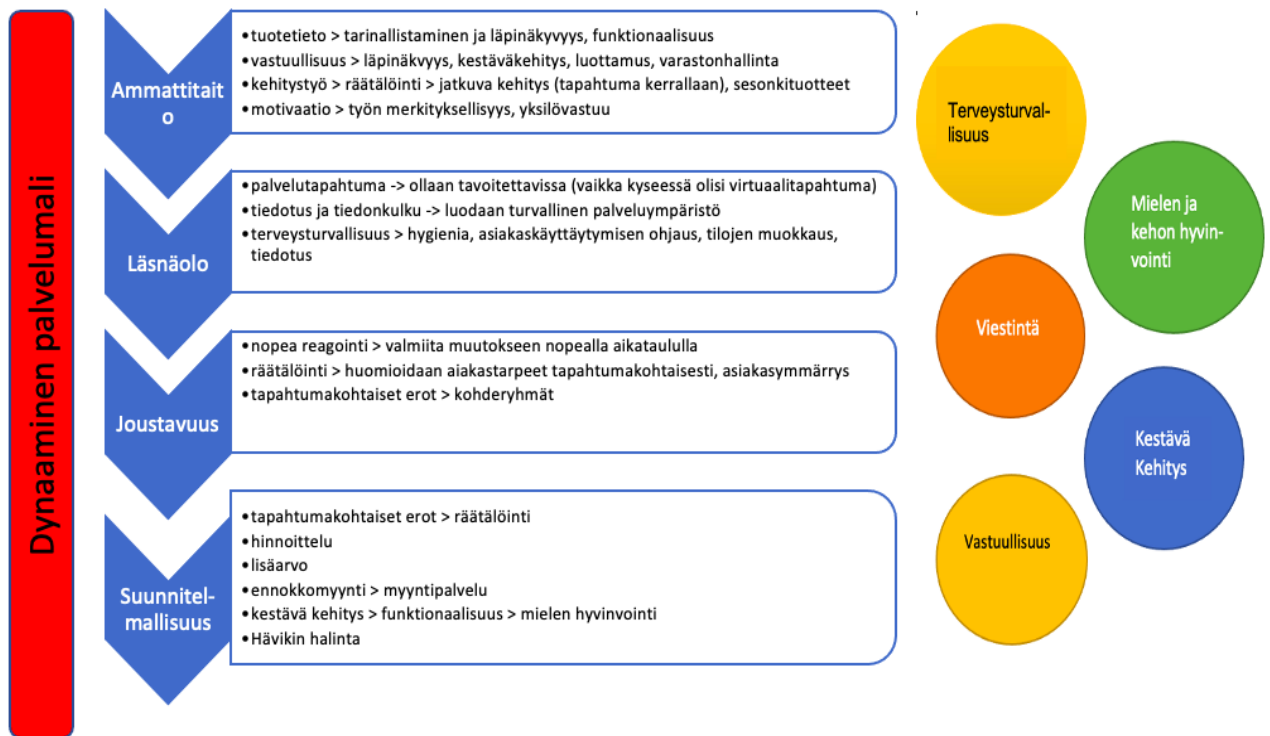 Dynaaminen palvelumali
Ammattitait
o
•tuotetieto > tarinallistaminen ja läpinäkyvyys, funktionaalisuus
•vastuullisuus > läpinäkvyys, kestäväkehitys, luottamus, varastonhallinta
•kehitystyö > räätälöinti > jatkuva kehitys (tapahtuma kerrallaan), sesonkituotteet
•motivaatio > työn merkityksellisyys, yksilövastuu
Läsnäolo
•palvelutapahtuma -> ollaan tavoitettavissa (vaikka kyseessä olisi virtuaalitapahtuma)
•tiedotus ja tiedonkulku -> luodaan turvallinen palveluympäristö
•terveysturvallisuus > hygienia, asiakaskäyttäytymisen ohjaus, tilojen muokkaus,
tiedotus
Joustavuus
•nopea reagointi > valmiita muutokseen nopealla aikataululla
•räätälöinti > huomioidaan aiakastarpeet tapahtumakohtaisesti, asiakasymmärrys
•tapahtumakohtaiset erot > kohderyhmät
Suunnitel-
mallisuus
•tapahtumakohtaiset erot > räätälöinti
•hinnoittelu
•lisäarvo
•ennokkomyynti > myyntipalvelu
•kestävä kehitys > funktionaalisuus > mielen hyvinvointi
•Hävikin halinta
Terveysturval-
lisuus
Mielen ja
kehon hyvin-
vointi
Viestintä
Kestävä
Kehitys
Vastuullisuus